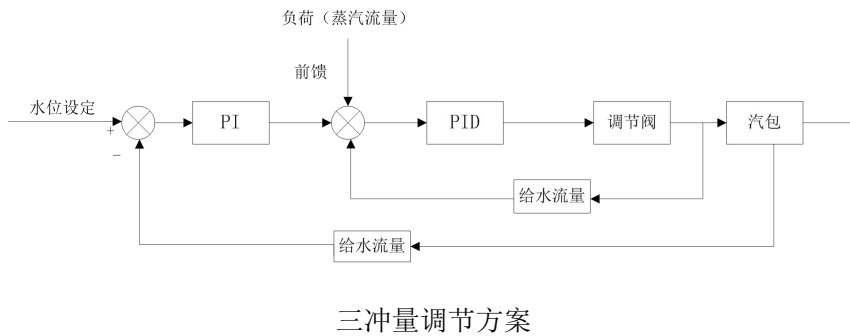 负荷（蒸汽流量）
前馈
水位设定
+
PI
PID
调节阀
汽包
−
给水流量
给水流量
三冲量调节方案